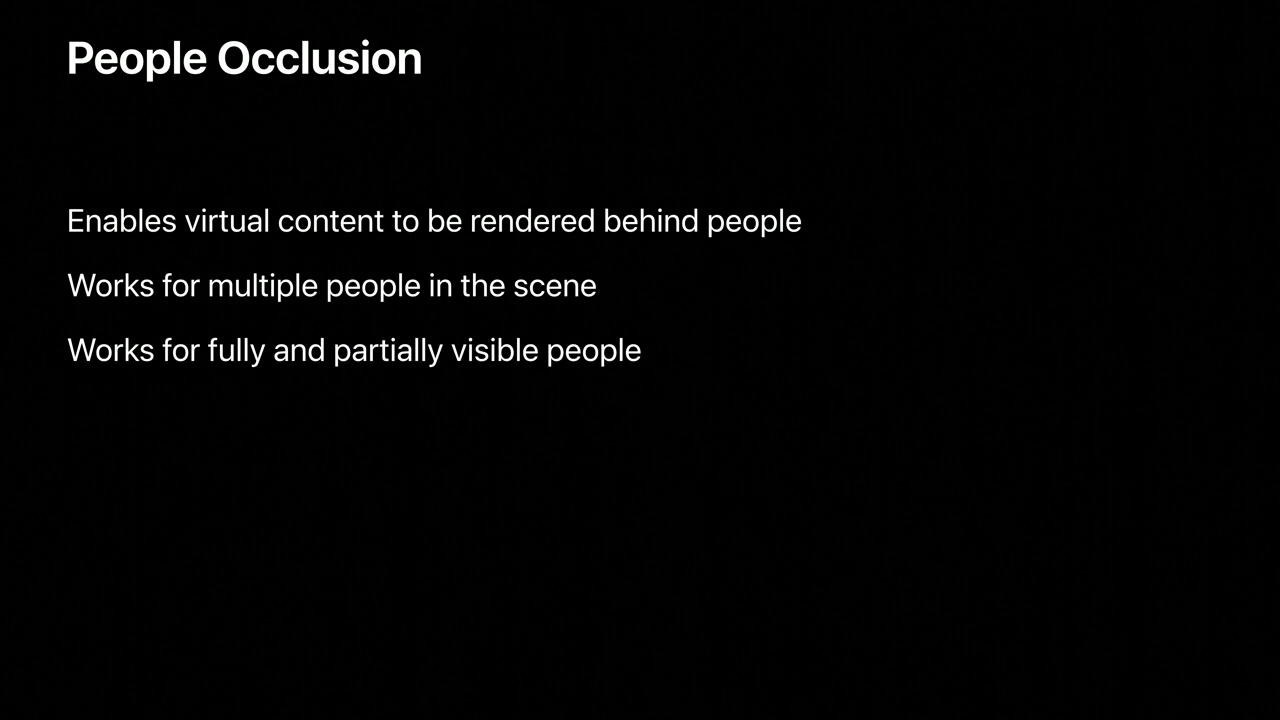 People Occlusion
Enables virtual content to be rendered behind people
Works for multiple people in the scene
Works for fully and partially visible people